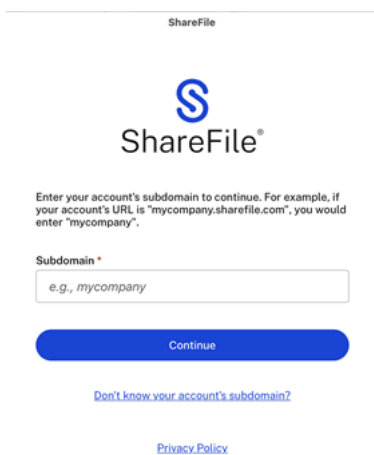 ShareFile
ShareFile®
Enter your account's subdomain to continue. For example, if
your account's URL is "mycompany.sharefile.com", you would
enter "mycompany".
Subdomain *
e.g., mycompany
Continue
Don't know your account's subdomain?
Privacy Policy